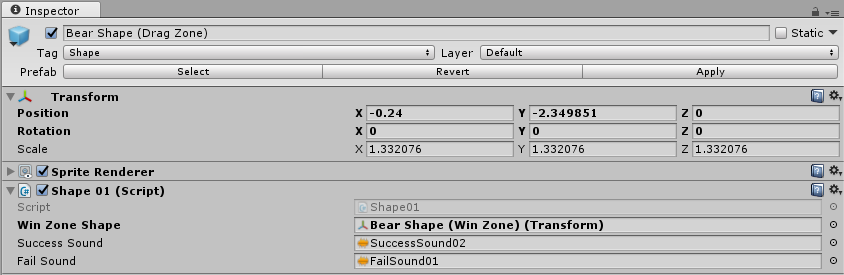 Inspector
Bear Shape (Drag Zone) Static
Tag Shape Layer Default
Prefab Select Revert Apply
Transform
Position X -0.24 Y -2.349851 Z 0
Rotation X 0 Y 0 Z 0
Scale X 1.332076 Y 1.332076 Z 1.332076
Sprite Renderer
Shape 01 (Script)
Script Shape01
Win Zone Shape Bear Shape (Win Zone) (Transform)
Success Sound SuccessSound02
Fail Sound FailSound01